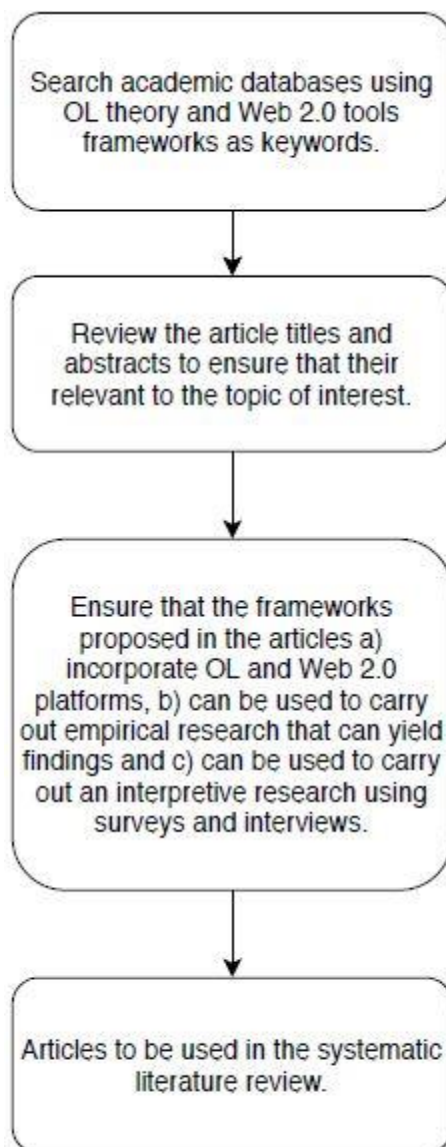 Search academic databases using
OL theory and Web 2.0 tools
frameworks as keywords.
Review the article titles and
abstracts to ensure that their
relevant to the topic of interest.
Ensure that the frameworks
proposed in the articles a)
incorporate OL and Web 2.0
platforms, b) can be used to carry
out empirical research that can yield
findings and c) can be used to carry
out an interpretive research using
surveys and interviews.
Articles to be used in the systematic
literature review.